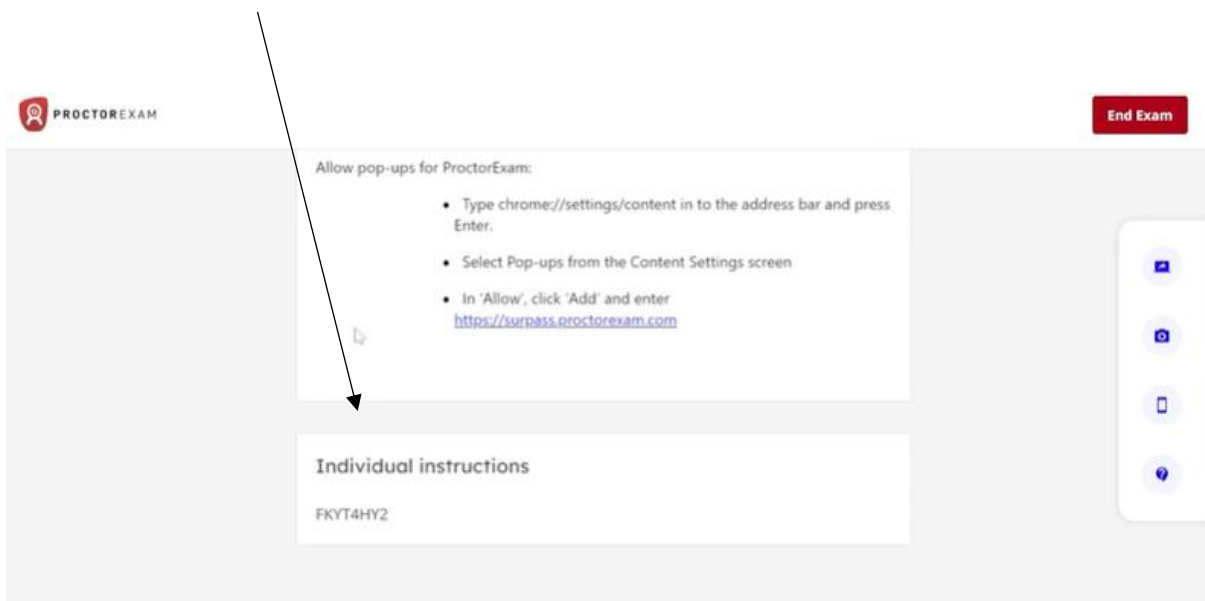 PROCTOREXAM
End Exam
Allow pop-ups for ProctorExam:
• Type chrome://settings/content in to the address bar and press
Enter.
• Select Pop-ups from the Content Settings screen
• In 'Allow', click 'Add' and enter
https://surpass.proctorexam.com
Individual instructions
FKYT4HY2